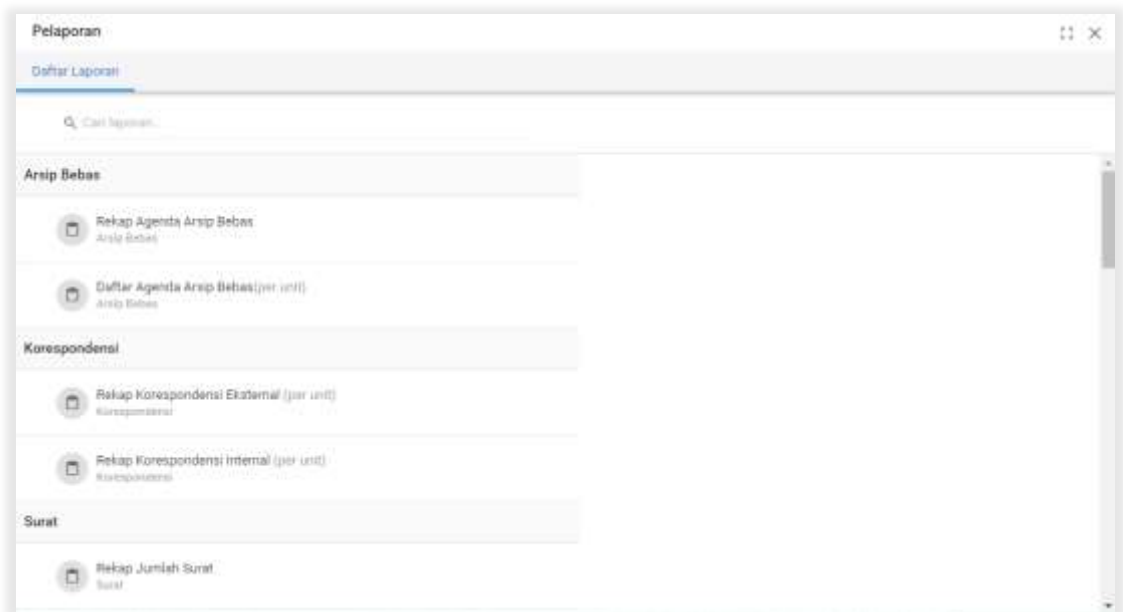 Pelaporan
Daftar Laporan
Cari laporan...
Arsip Bebas
Rekap Agenda Arsip Bebas
Arsip Bebas
Daftar Agenda Arsip Bebas(per unit)
Arsip Bebas
Korespondensi
Rekap Korespondensi Eksternal (per unit)
Korespondensi
Rekap Korespondensi Internal (per unit)
Korespondensi
Surat
Rekap Jumlah Surat
Surat